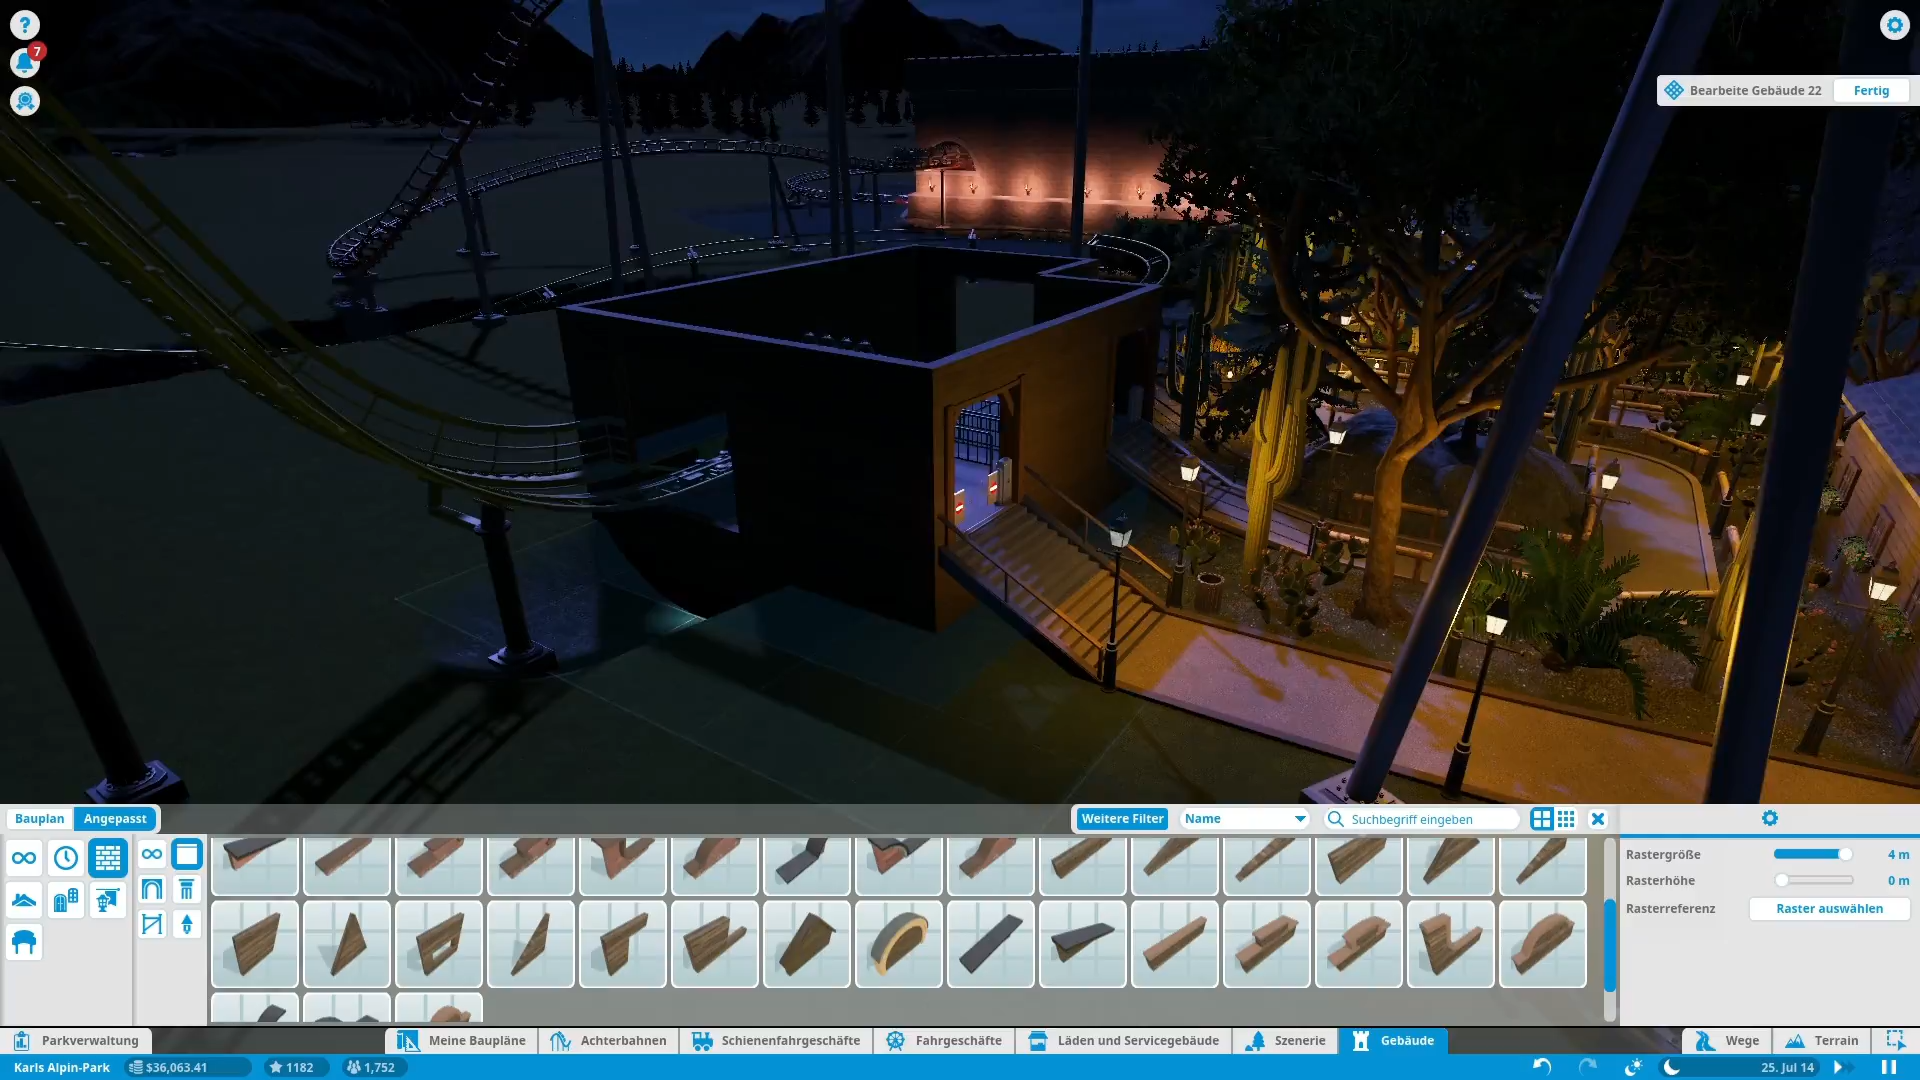 ?
7
Bearbeite Gebäude 22
Fertig
Bauplan
Angepasst
Weitere Filter
Name
Suchbegriff eingeben
Rastergröße
4 m
Rasterhöhe
0 m
Rasterreferenz
Raster auswählen
Parkverwaltung
Meine Baupläne
Achterbahnen
Schienenfahrgeschäfte
Fahrgeschäfte
Läden und Servicegebäude
Szenerie
Gebäude
Wege
Terrain
Karls Alpin-Park
$36,063.41
1182
1,752
25. Jul 14